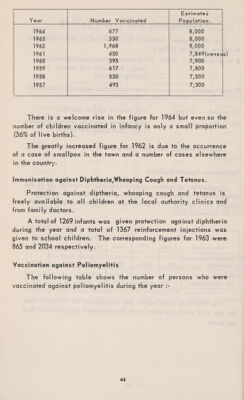 Year Number Vaccinated Estimated Population.
1964 677 8,000
1963 330 8,000
1962 1,968 8,000
1961 450 7,869(census)
1960 395 7,900
1959 617 7,800
1958 530 7,500
1957 493 7,300
There is a welcome rise in the figure for 1964 but even so the
number of children vaccinated in infancy is only a small proportion
(36% of live births).
The greatly increased figure for 1962 is due to the occurrence
of a case of smallpox in the town and a number of cases elsewhere
in the country.
Immunisation against Diphtheria,Whooping Cough and Tetanus.
Protection against diptheria, whooping cough and tetanus is
freely available to all children at the local authority clinics and
from family doctors.
A total of 1269 infants was given protection against diphtheria
during the year and a total of 1367 reinforcement injections was
given to school children. The corresponding figures for 1963 were
865 and 2034 respectively.
Vaccination against Poliomyelitis
The following table shows the number of persons who were
vaccinated against poliomyelitis during the year :-
44